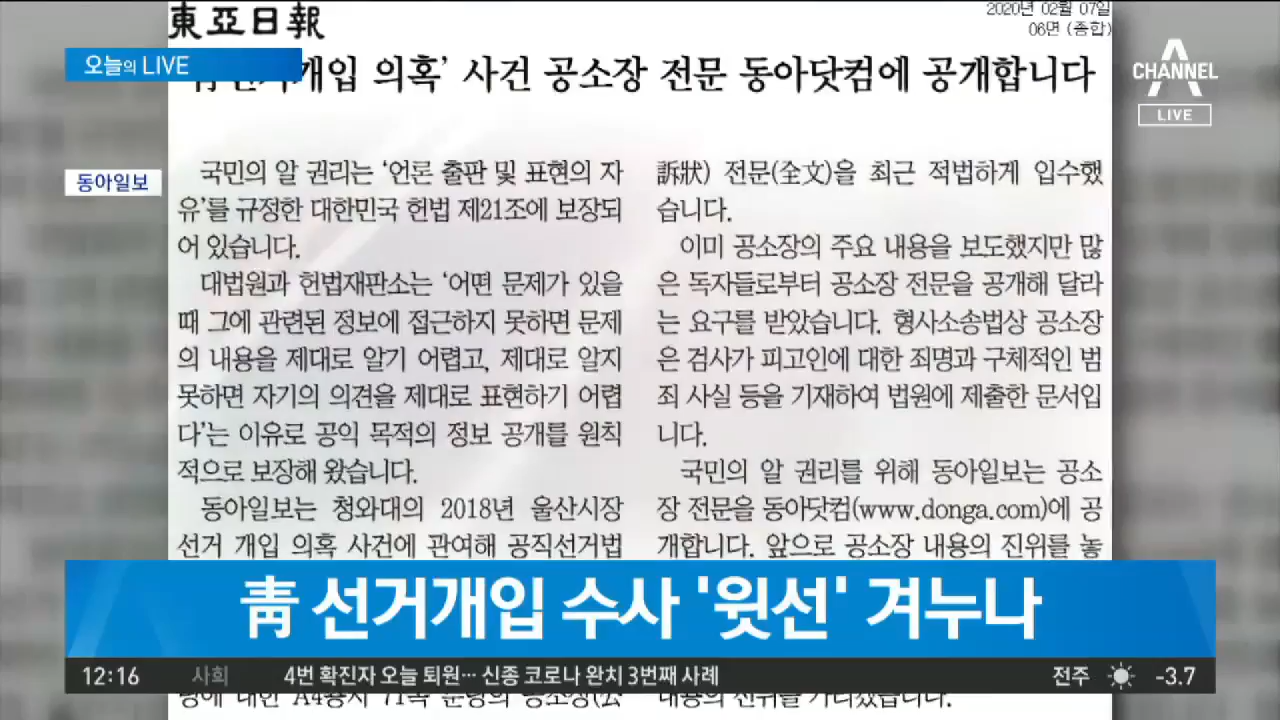 東亞日報
2020년 02월 07일
06면 (종합)
오늘의 LIVE
개입 의혹’ 사건 공소장 전문 동아닷컴에 공개합니다
CHANNEL A
LIVE
동아일보
국민의 알 권리는 ‘언론 출판 및 표현의 자
유’를 규정한 대한민국 헌법 제21조에 보장되
어 있습니다.
대법원과 헌법재판소는 ‘어떤 문제가 있을
때 그에 관련된 정보에 접근하지 못하면 문제
의 내용을 제대로 알기 어렵고, 제대로 알지
못하면 자기의 의견을 제대로 표현하기 어렵
다’는 이유로 공익 목적의 정보 공개를 원칙
적으로 보장해 왔습니다.
동아일보는 청와대의 2018년 울산시장
선거 개입 의혹 사건에 관여해 공직선거법
訴狀) 전문(全文)을 최근 적법하게 입수했
습니다.
이미 공소장의 주요 내용을 보도했지만 많
은 독자들로부터 공소장 전문을 공개해 달라
는 요구를 받았습니다. 형사소송법상 공소장
은 검사가 피고인에 대한 죄명과 구체적인 범
죄 사실 등을 기재하여 법원에 제출한 문서입
니다.
국민의 알 권리를 위해 동아일보는 공소
장 전문을 동아닷컴(www.donga.com)에 공
개합니다. 앞으로 공소장 내용의 진위를 놓
靑 선거개입 수사 '윗선' 겨누나
12:16 사회 4번 확진자 오늘 퇴원… 신종 코로나 완치 3번째 사례 전주 -3.7